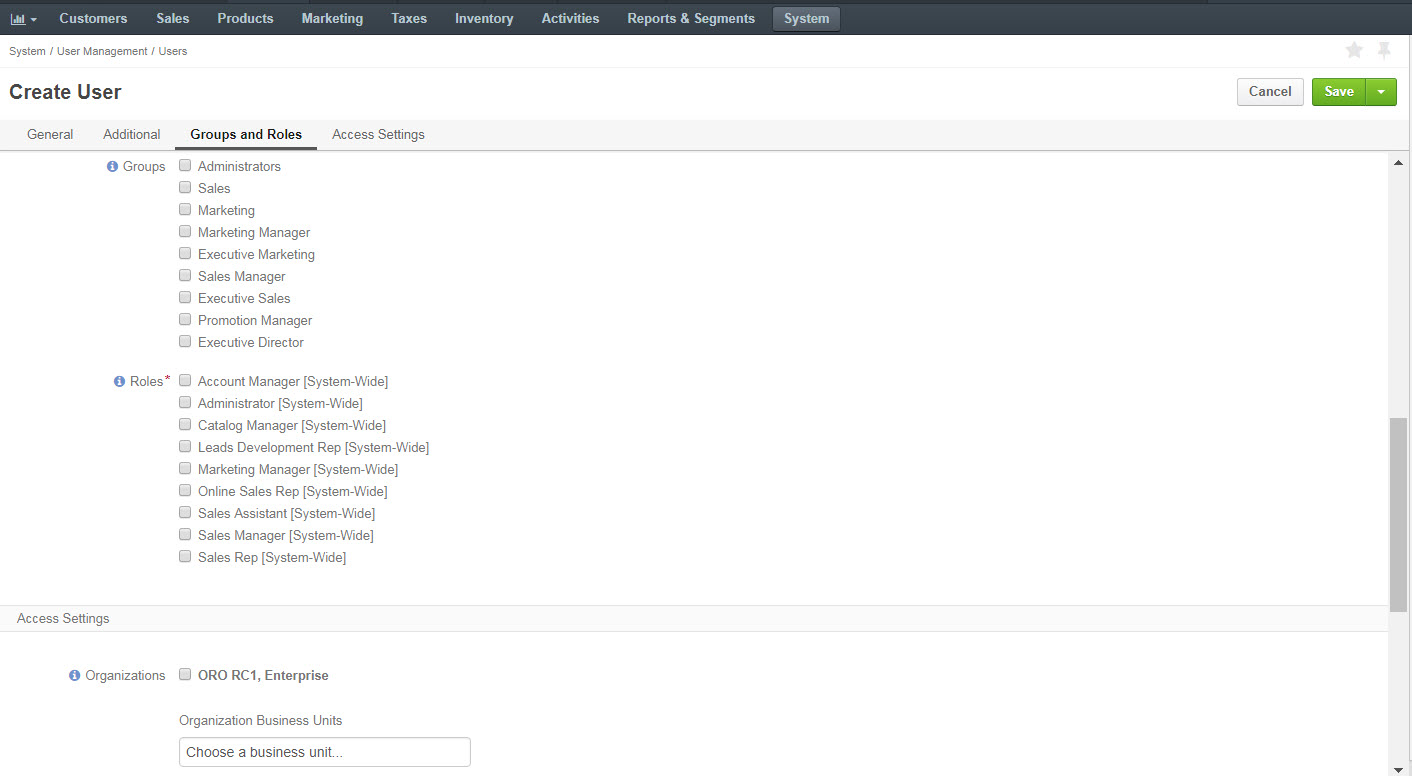 Customers Sales Products Marketing Taxes Inventory Activities Reports & Segments System
System / User Management / Users
Create User Cancel Save
General Additional Groups and Roles Access Settings
Groups Administrators
Sales
Marketing
Marketing Manager
Executive Marketing
Sales Manager
Executive Sales
Promotion Manager
Executive Director
Roles* Account Manager [System-Wide]
Administrator [System-Wide]
Catalog Manager [System-Wide]
Leads Development Rep [System-Wide]
Marketing Manager [System-Wide]
Online Sales Rep [System-Wide]
Sales Assistant [System-Wide]
Sales Manager [System-Wide]
Sales Rep [System-Wide]
Access Settings
Organizations ORO RC1, Enterprise
Organization Business Units
Choose a business unit...